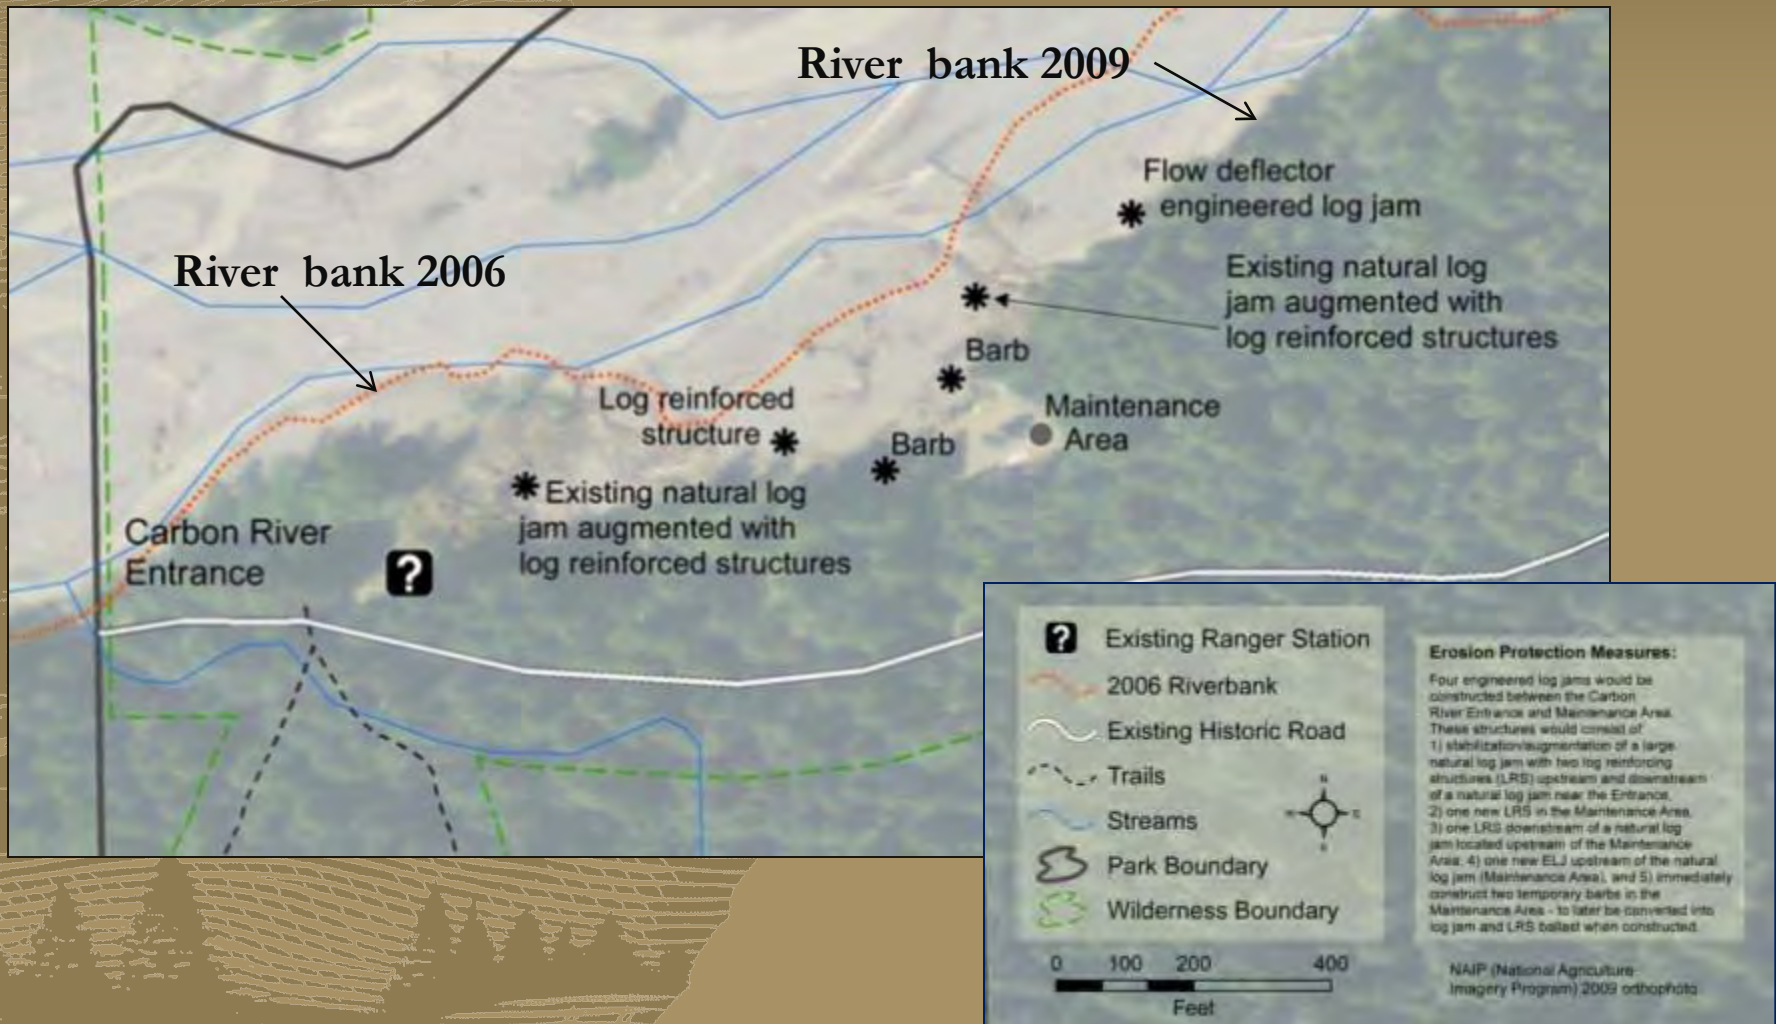 River bank 2009
River bank 2006
Flow deflector
engineered log jam
Existing natural log
jam augmented with
log reinforced structures
Barb
Maintenance
Area
Log reinforced
structure
Barb
Existing natural log
jam augmented with
log reinforced structures
Carbon River
Entrance
?
? Existing Ranger Station
2006 Riverbank
Existing Historic Road
Trails
Streams
Park Boundary
Wilderness Boundary
0 100 200 400
Feet
Erosion Protection Measures:
Four engineered log jams would be
constructed between the Carbon
River Entrance and Maintenance Area.
These structures would consist of
1) stabilization/augmentation of a large
natural log jam with two log reinforcing
structures (LRS) upstream and downstream
of a natural log jam near the Entrance,
2) one new LRS in the Maintenance Area,
3) one LRS downstream of a natural log
jam located upstream of the Maintenance
Area, 4) one new ELJ upstream of the natural
log jam (Maintenance Area), and 5) immediately
construct two temporary barbs in the
Maintenance Area - to later be converted into
log jam and LRS ballast when constructed.
NAIP (National Agriculture
Imagery Program) 2009 orthophoto